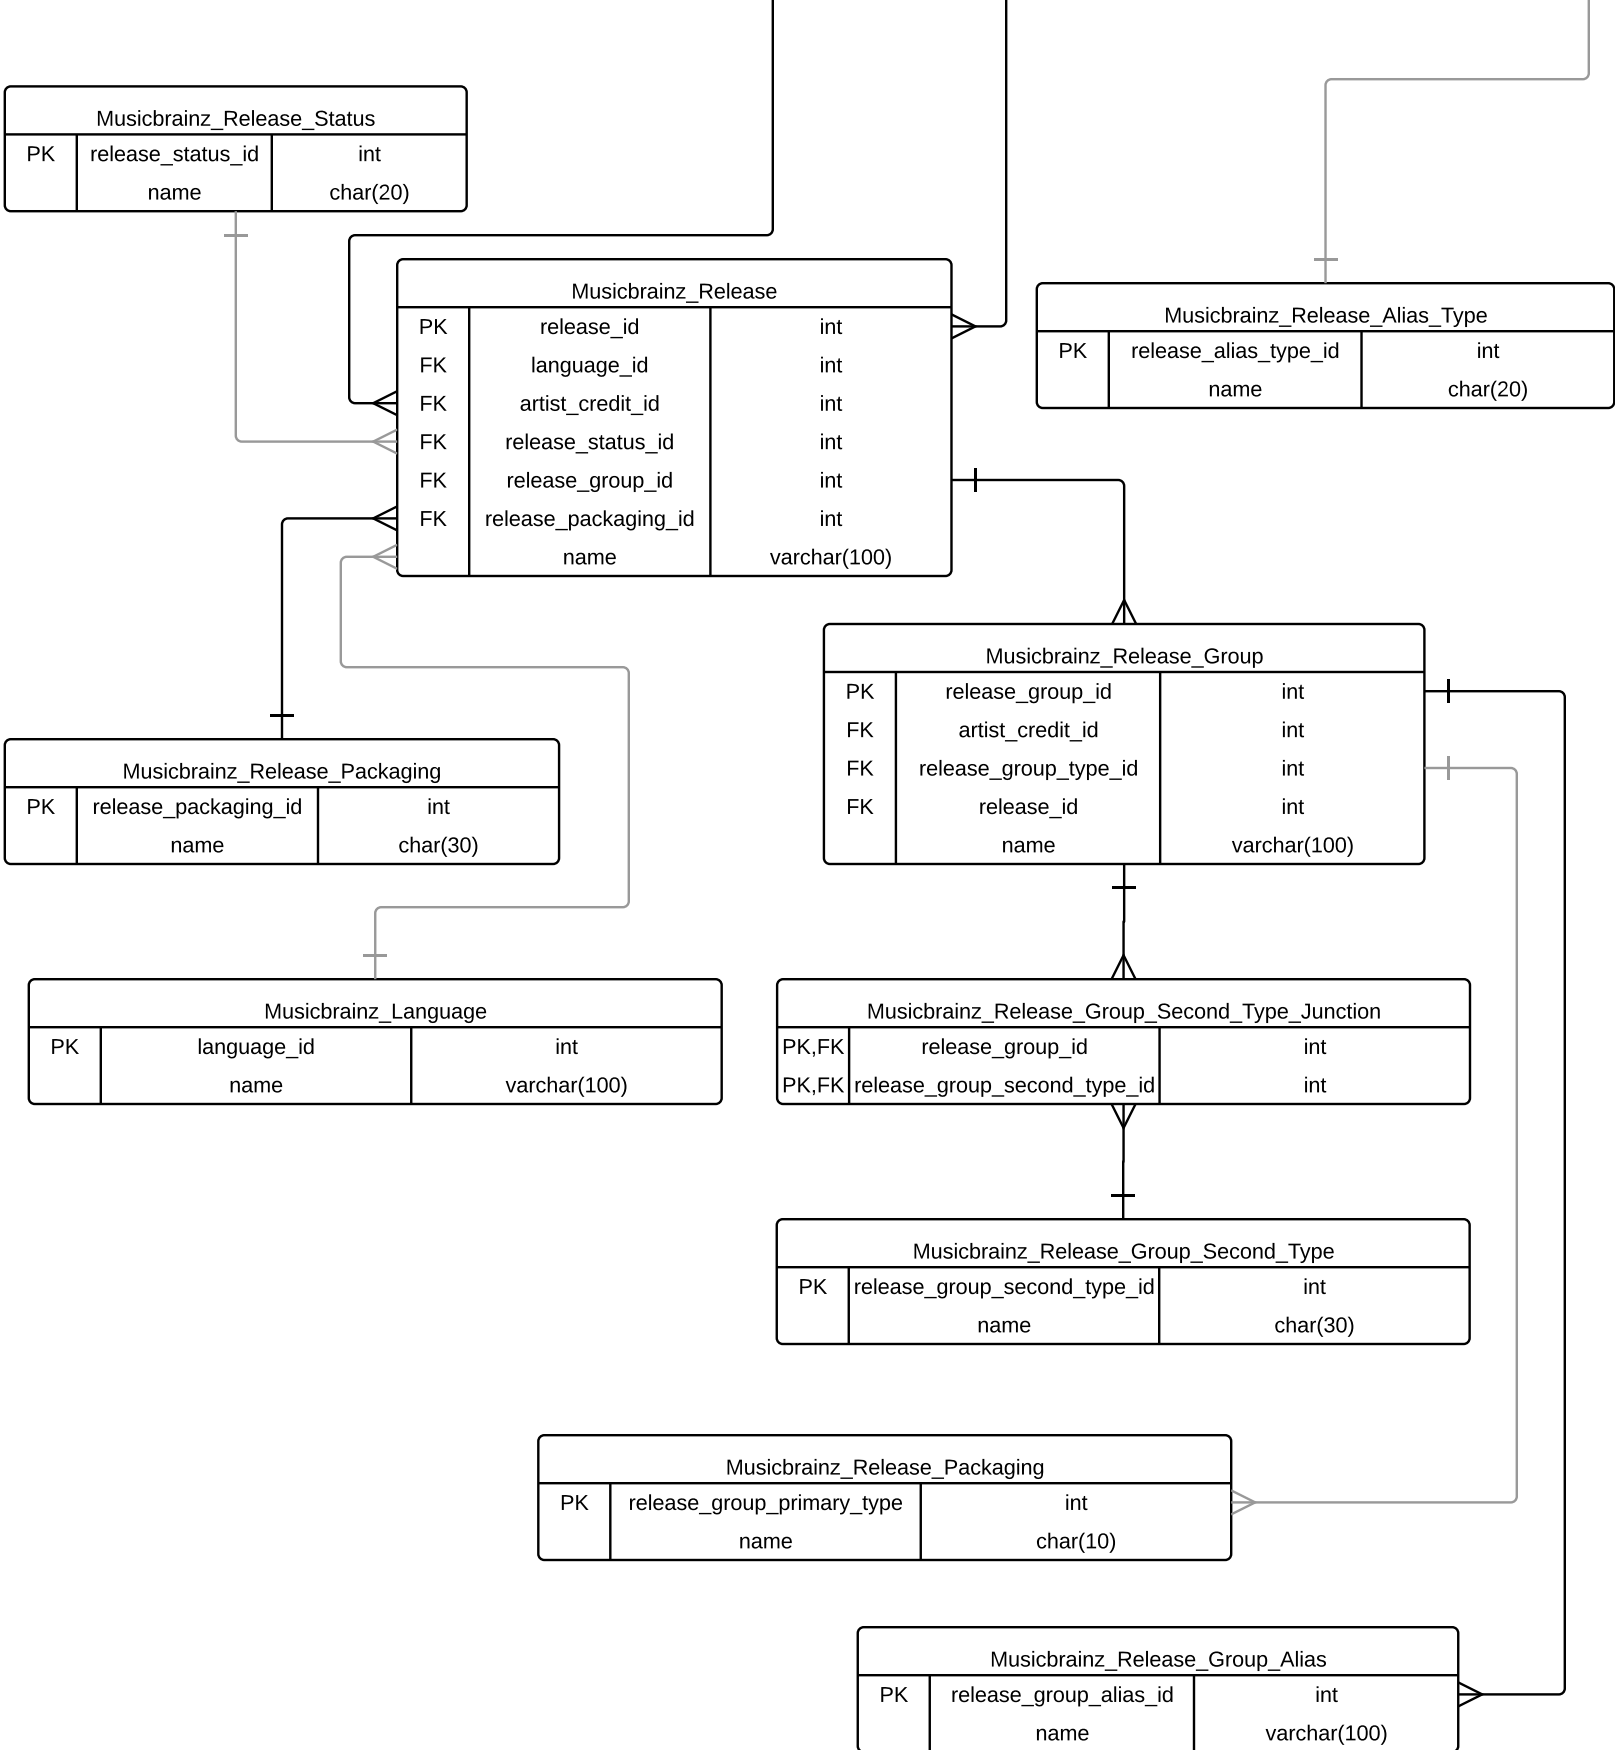 Musicbrainz_Release_Status
PK release_status_id int
name char(20)
Musicbrainz_Release
PK release_id int
FK language_id int
FK artist_credit_id int
FK release_status_id int
FK release_group_id int
FK release_packaging_id int
name varchar(100)
Musicbrainz_Release_Alias_Type
PK release_alias_type_id int
name char(20)
Musicbrainz_Release_Group
PK release_group_id int
FK artist_credit_id int
FK release_group_type_id int
FK release_id int
name varchar(100)
Musicbrainz_Release_Packaging
PK release_packaging_id int
name char(30)
Musicbrainz_Language
PK language_id int
name varchar(100)
Musicbrainz_Release_Group_Second_Type_Junction
PK,FK release_group_id int
PK,FK release_group_second_type_id int
Musicbrainz_Release_Group_Second_Type
PK release_group_second_type_id int
name char(30)
Musicbrainz_Release_Packaging
PK release_group_primary_type int
name char(10)
Musicbrainz_Release_Group_Alias
PK release_group_alias_id int
name varchar(100)